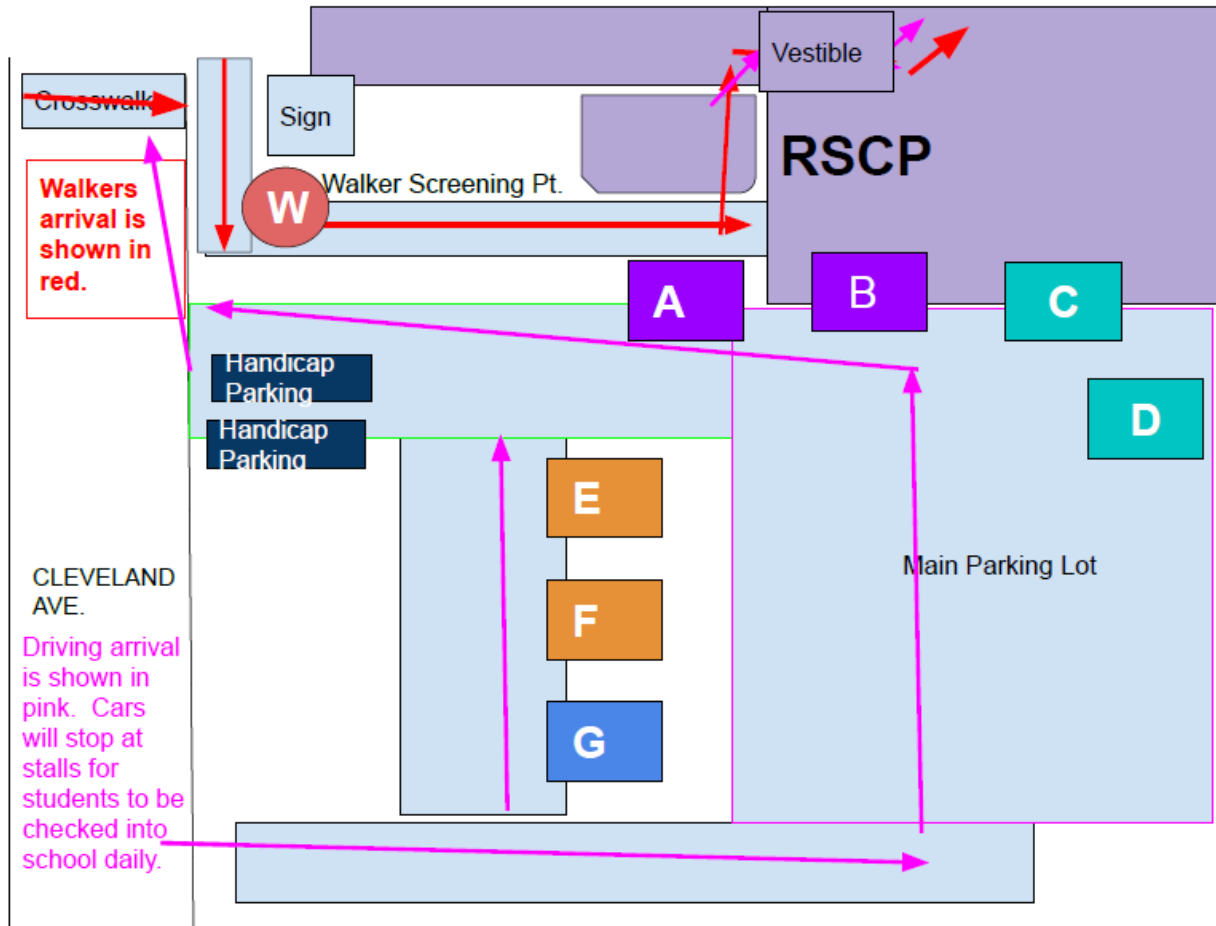 Vestible
Crosswalk
Sign
RSCP
Walkers
arrival is
shown in
red.
W
Walker Screening Pt.
A
B
C
Handicap
Parking
D
Handicap
Parking
E
F
Main Parking Lot
CLEVELAND
AVE.
Driving arrival
is shown in
pink. Cars
will stop at
stalls for
students to be
checked into
school daily.
G